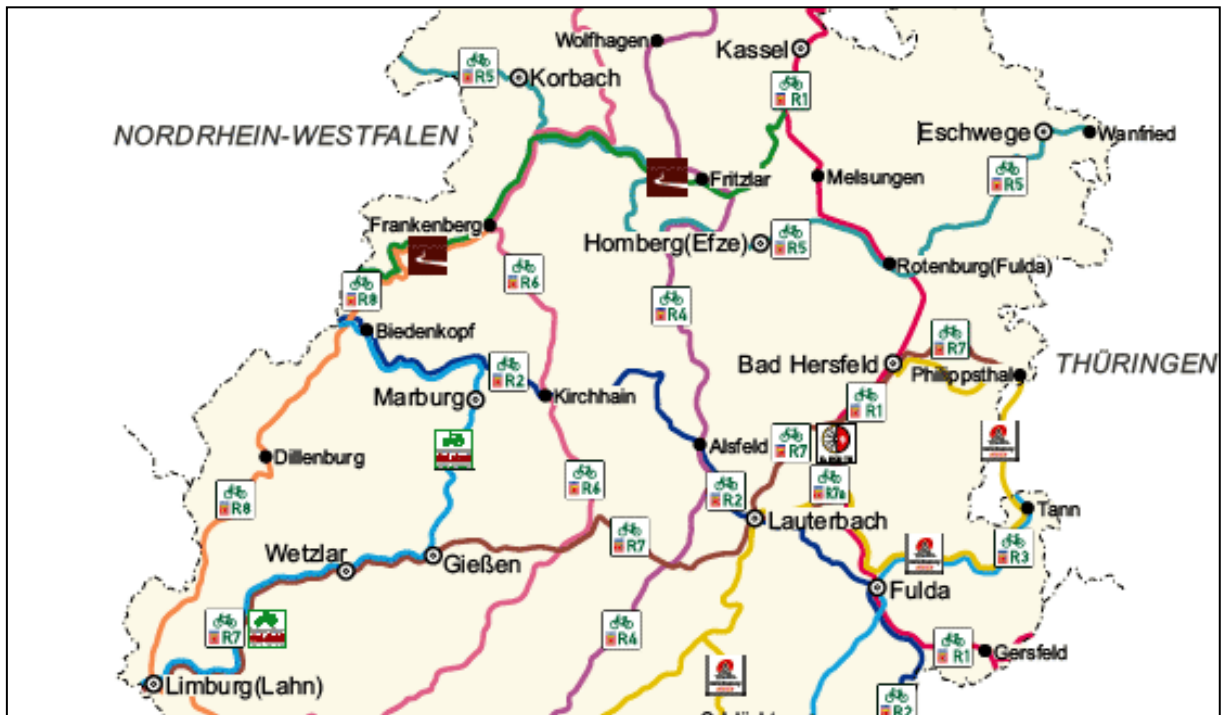 Wolfhagen
Kassel
R5
Korbach
R1
NORDRHEIN-WESTFALEN
Eschwege
Wanfried
R5
Fritzlar
Melsungen
Frankenberg
Homberg(Efze)
R5
Rotenburg(Fulda)
R6
R8
R4
Biedenkopf
R7
Bad Hersfeld
THÜRINGEN
R2
Philippsthal
Marburg
Kirchhain
R1
Alsfeld
R7
Dillenburg
R6
R2
R7a
R8
Lauterbach
Tann
R7
Wetzlar
Gießen
R3
Fulda
R7
R4
R1
Gersfeld
Limburg(Lahn)
R2